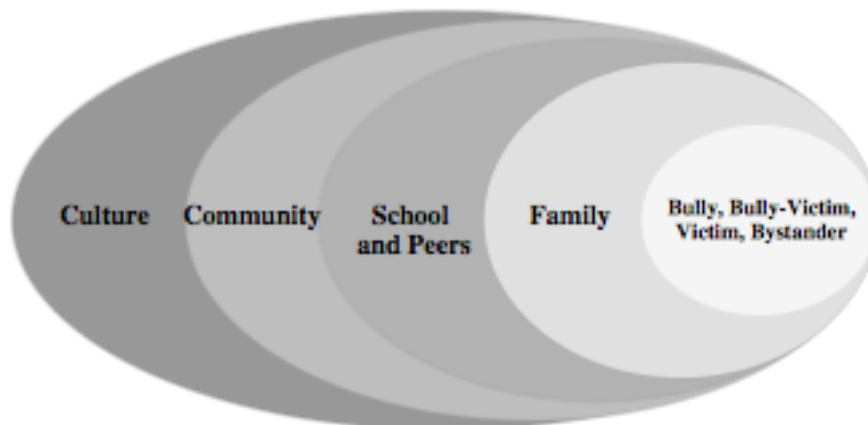 Culture
Community
School
and Peers
Family
Bully, Bully-Victim,
Victim, Bystander